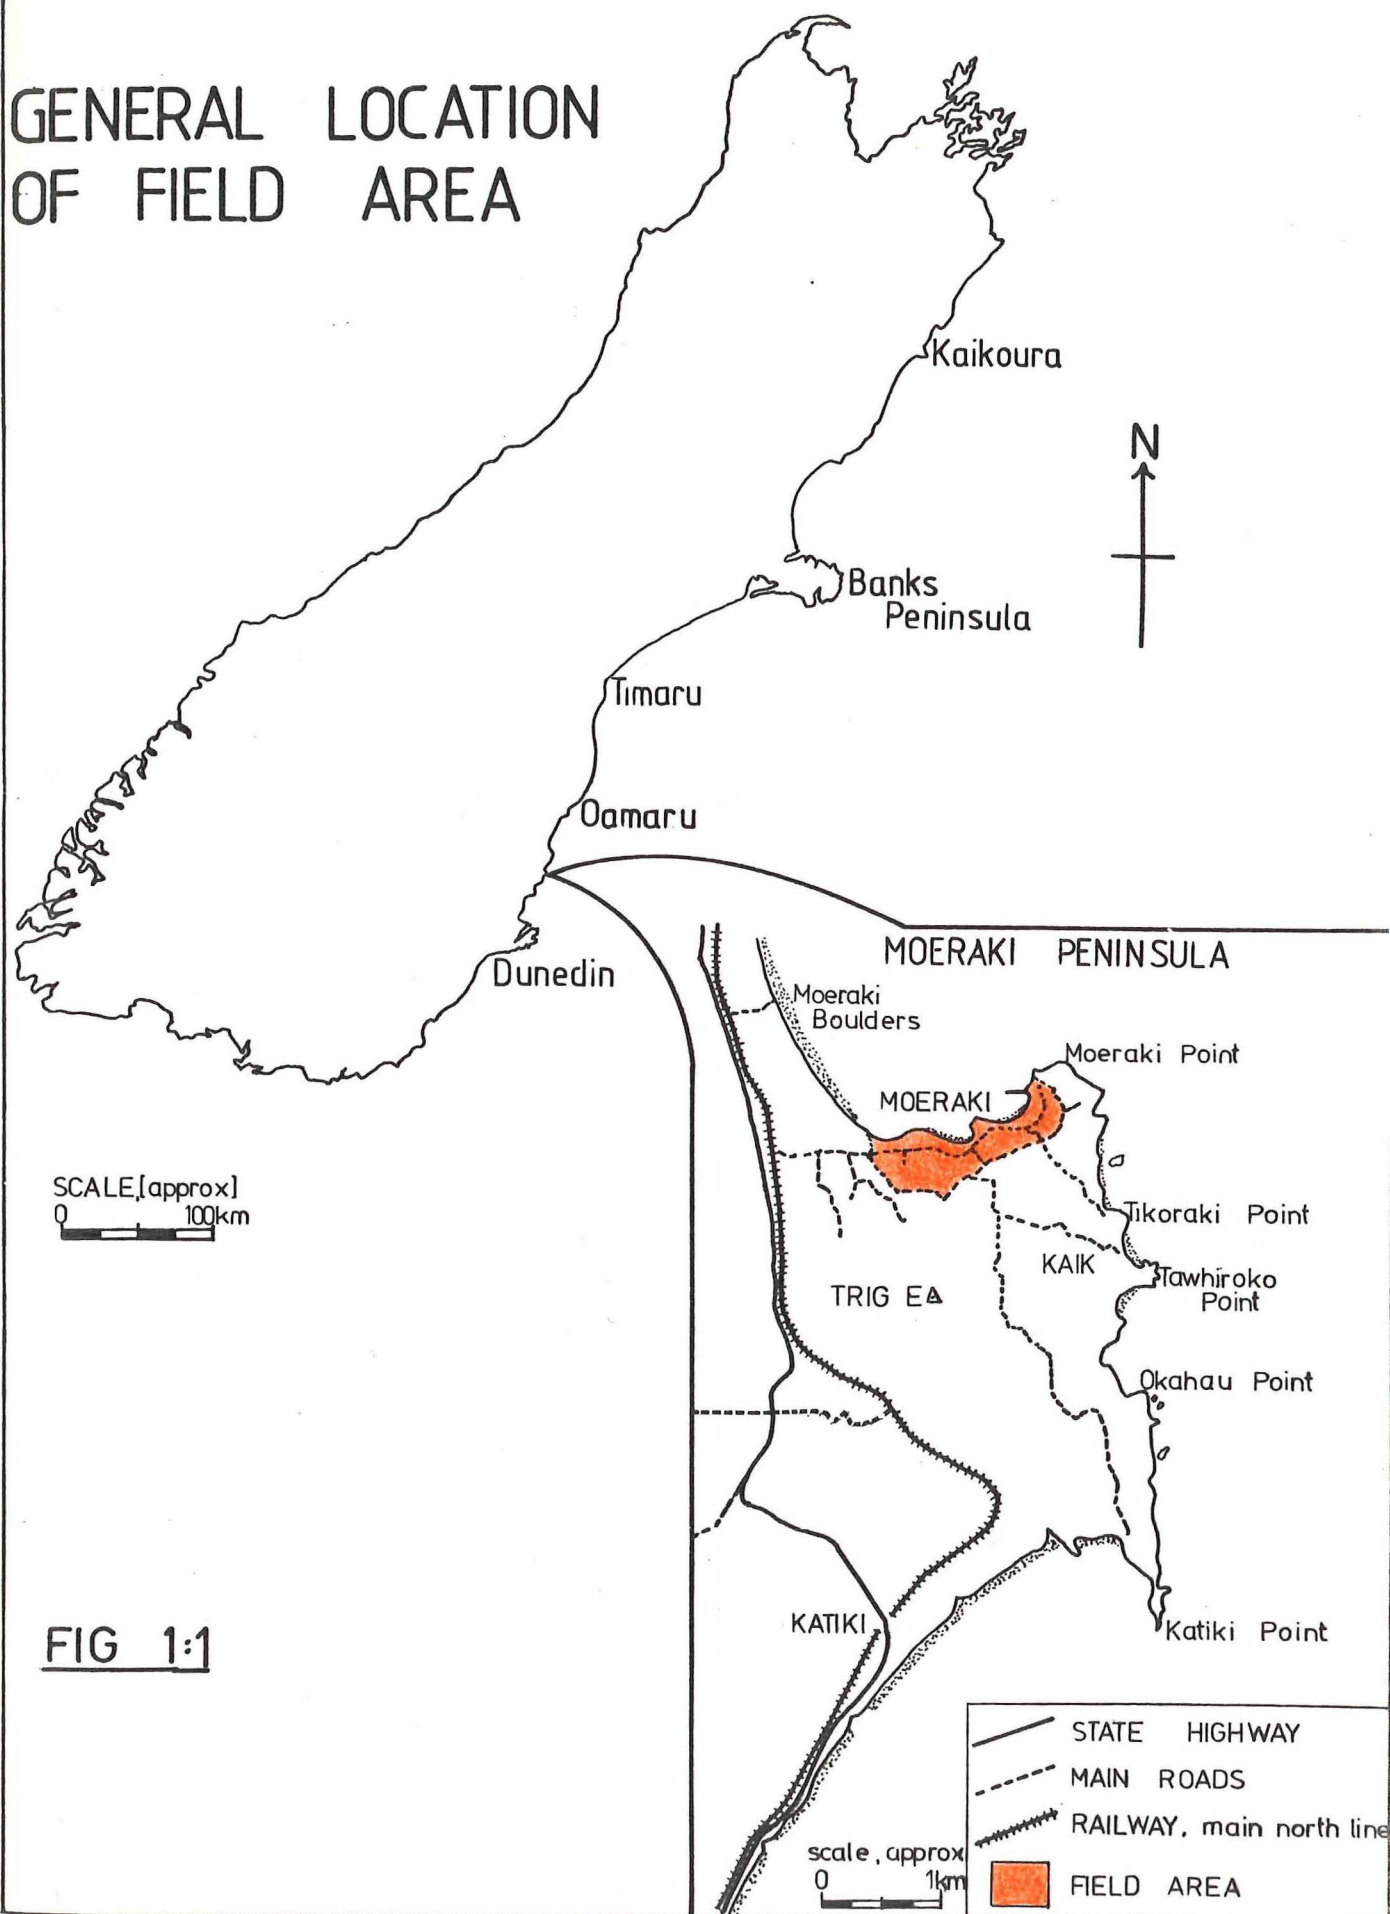 GENERAL LOCATION
OF FIELD AREA
Kaikoura
N
Banks
Peninsula
Timaru
Oamaru
Dunedin
SCALE,[approx]
0 100km
FIG 1:1
MOERAKI PENINSULA
Moeraki
Boulders
Moeraki Point
MOERAKI
Tikoraki Point
KAIK
Tawhiroko
Point
TRIG E
Okahau Point
KATIKI
Katiki Point
STATE HIGHWAY
MAIN ROADS
RAILWAY, main north line
FIELD AREA
scale, approx
0 1km